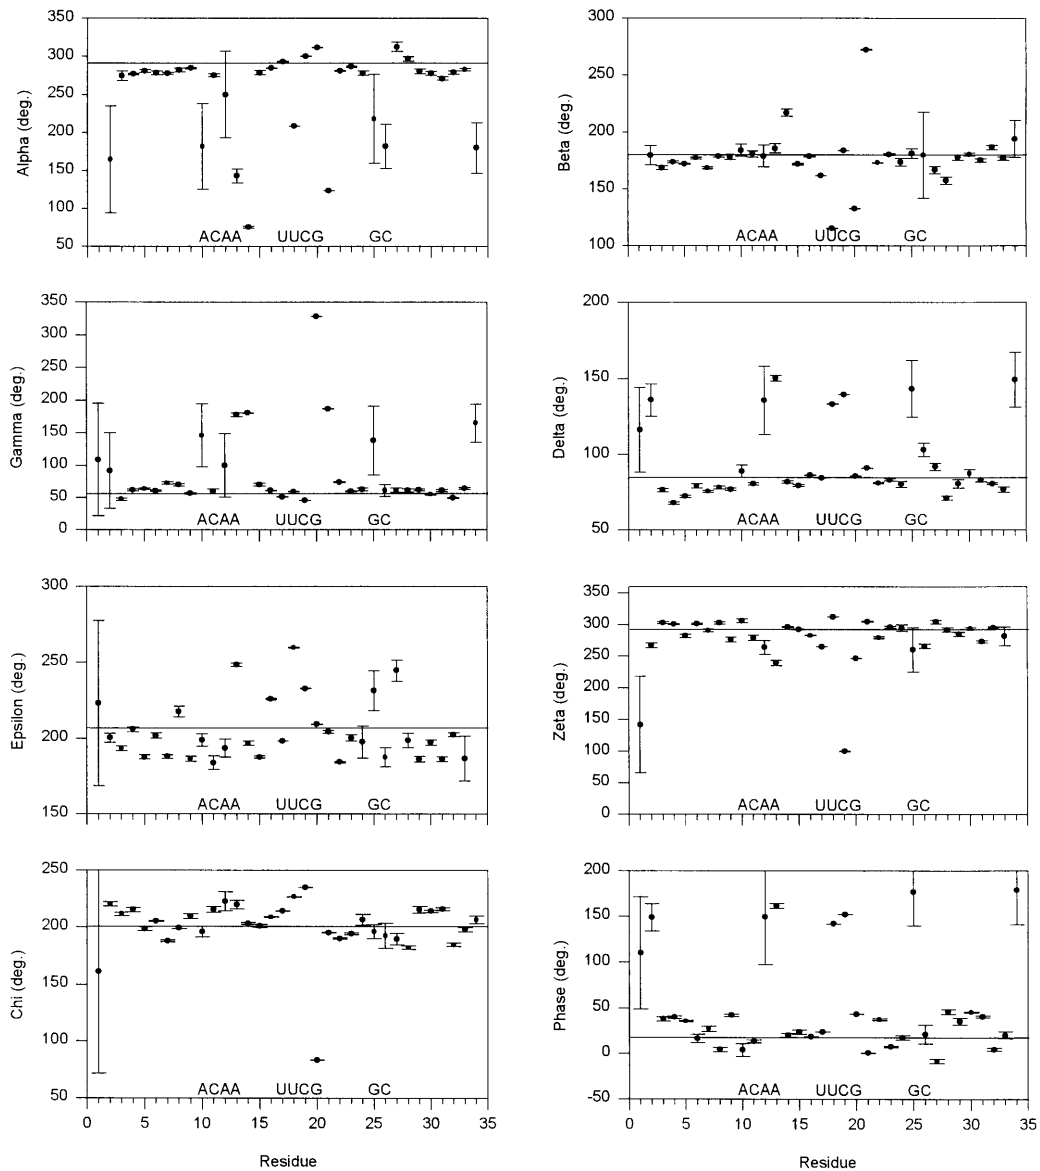 350
300
250
200
150
100
50
Alpha (deg.)
ACAA UUCG GC
300
250
200
150
100
Beta (deg.)
ACAA UUCG GC
350
300
250
200
150
100
50
0
Gamma (deg.)
ACAA UUCG GC
200
150
100
50
Delta (deg.)
ACAA UUCG GC
300
250
200
150
Epsilon (deg.)
ACAA UUCG GC
350
300
250
200
150
100
50
0
Zeta (deg.)
ACAA UUCG GC
250
200
150
100
50
Chi (deg.)
ACAA UUCG GC
0 5 10 15 20 25 30 35
Residue
200
150
100
50
0
-50
Phase (deg.)
ACAA UUCG GC
0 5 10 15 20 25 30 35
Residue